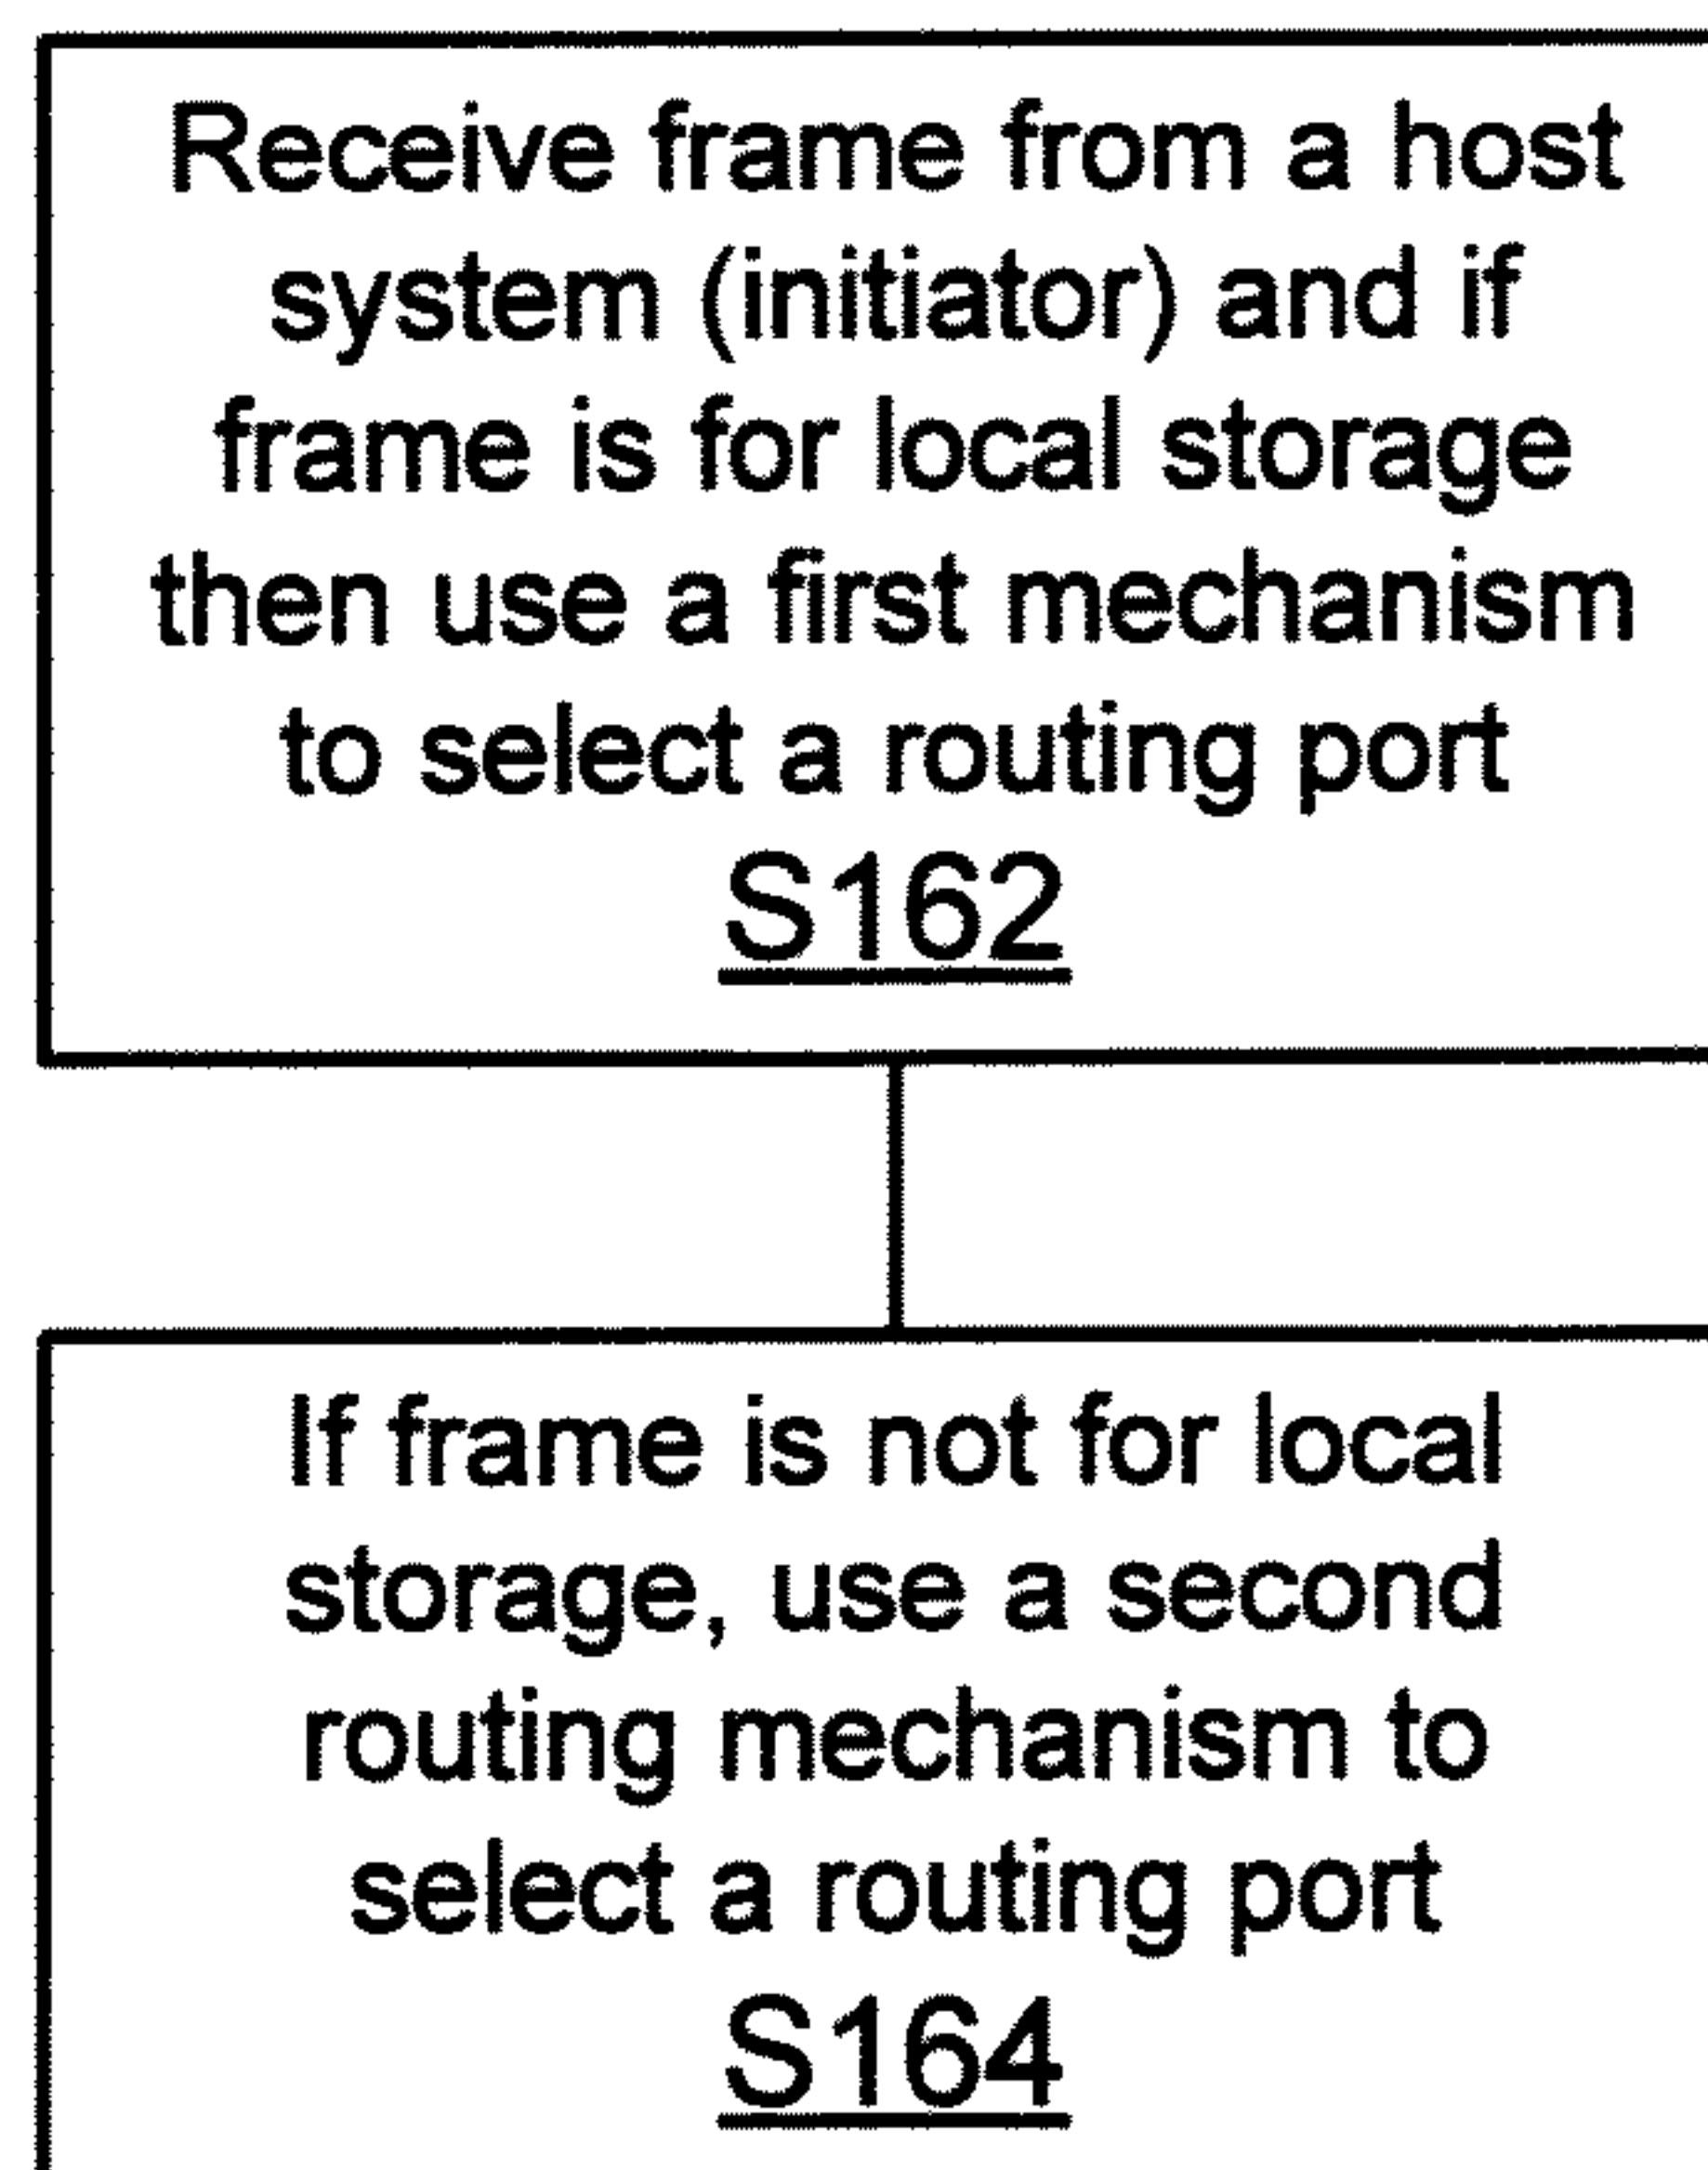 Receive frame from a host
system (initiator) and if
frame is for local storage
then use a first mechanism
to select a routing port
S162
If frame is not for local
storage, use a second
routing mechanism to
select a routing port
S164